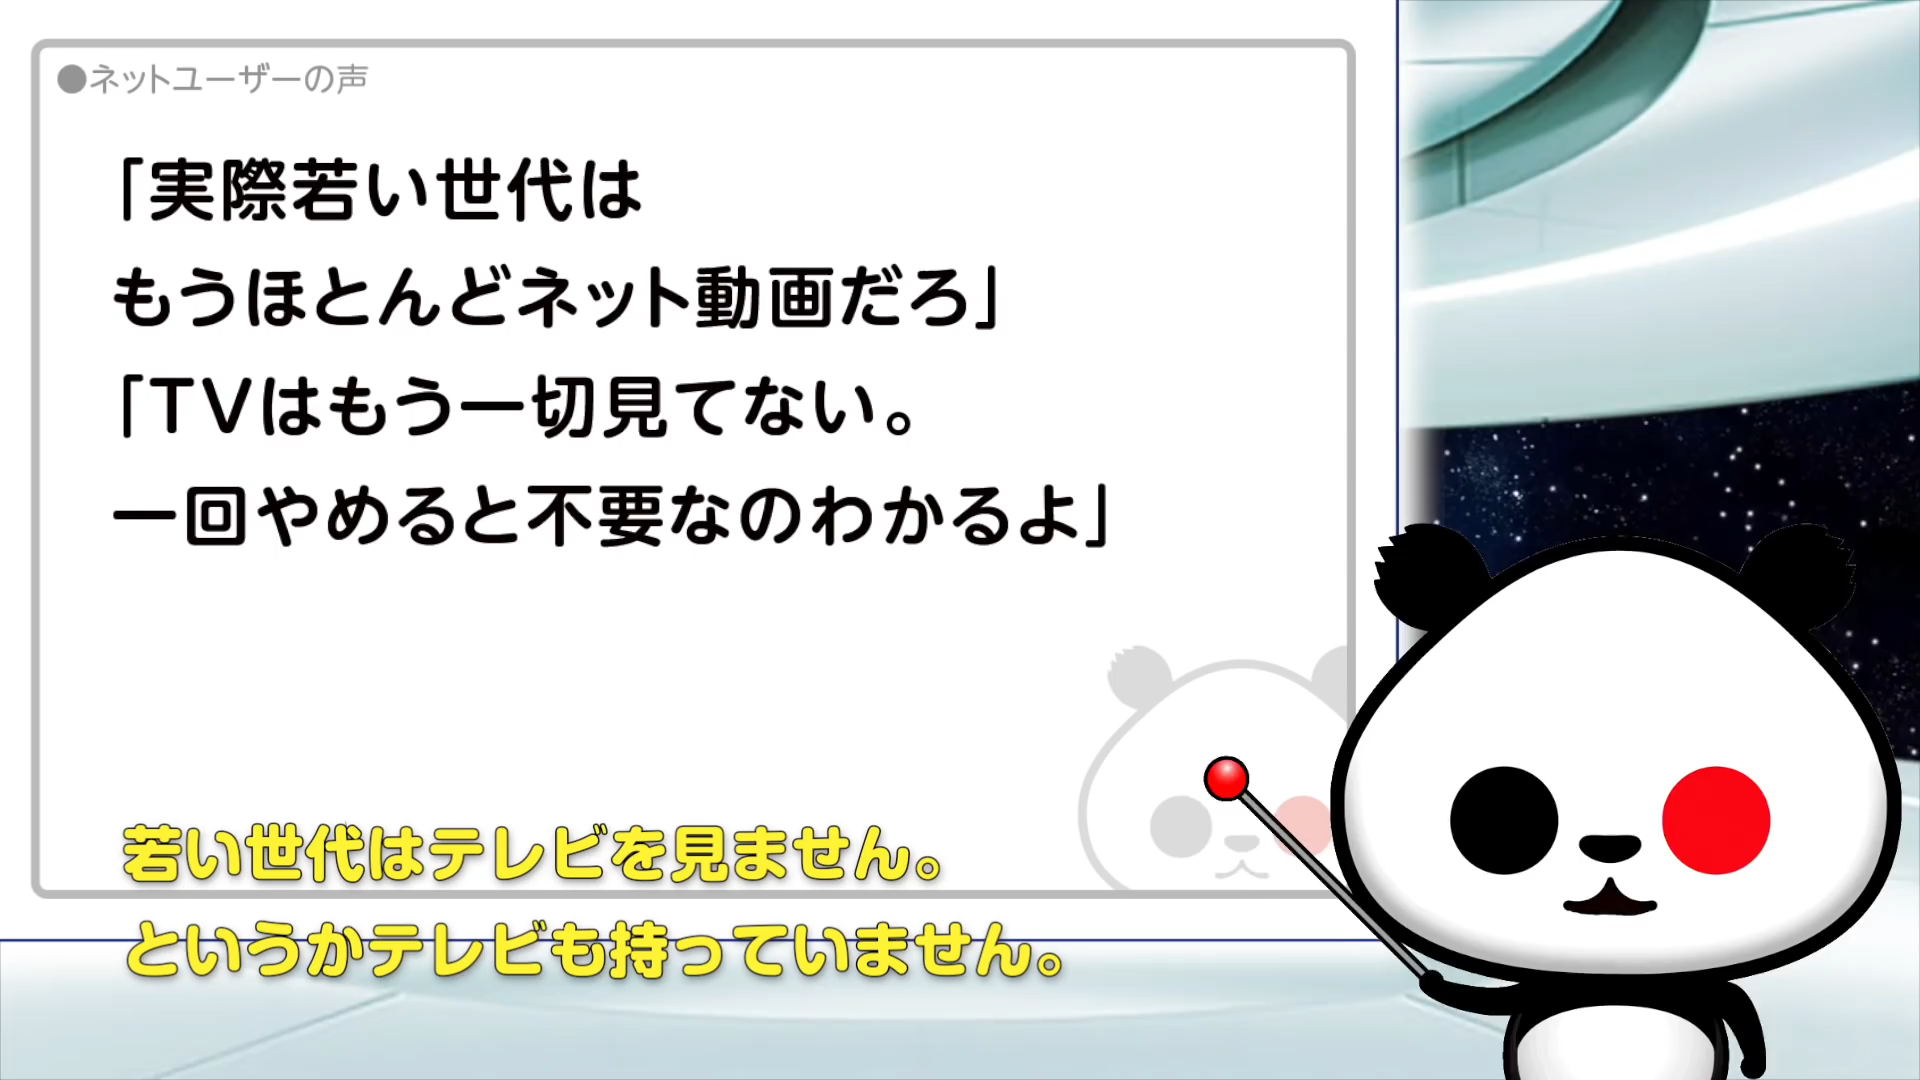 ●ネットユーザーの声
「実際若い世代は
もうほとんどネット動画だろ」
「TVはもう一切見てない。
一回やめると不要なのわかるよ」
若い世代はテレビを見ません。
というかテレビも持っていません。